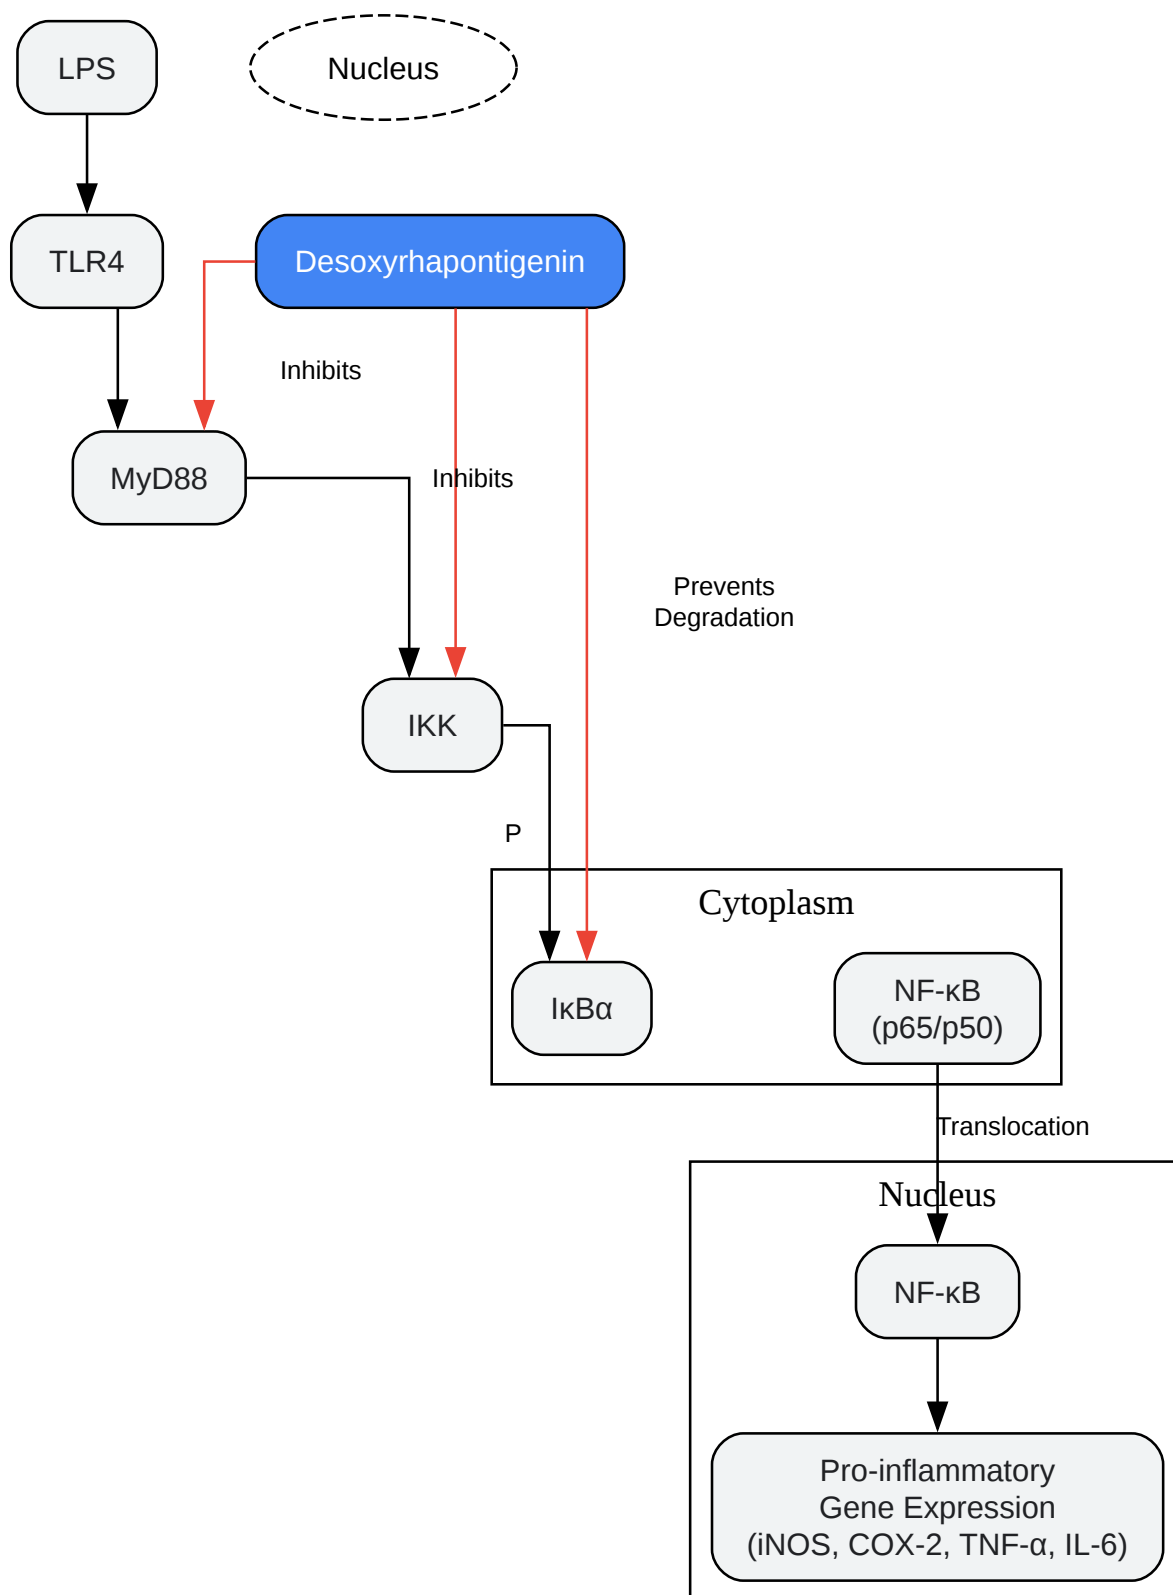 LPS
Nucleus
TLR4
Desoxyrhapontigenin
Inhibits
MyD88
Inhibits
Prevents
Degradation
IKK
P
Cytoplasm
IκBα
NF-κB
(p65/p50)
Translocation
Nucleus
NF-κB
Pro-inflammatory
Gene Expression
(iNOS, COX-2, TNF-α, IL-6)